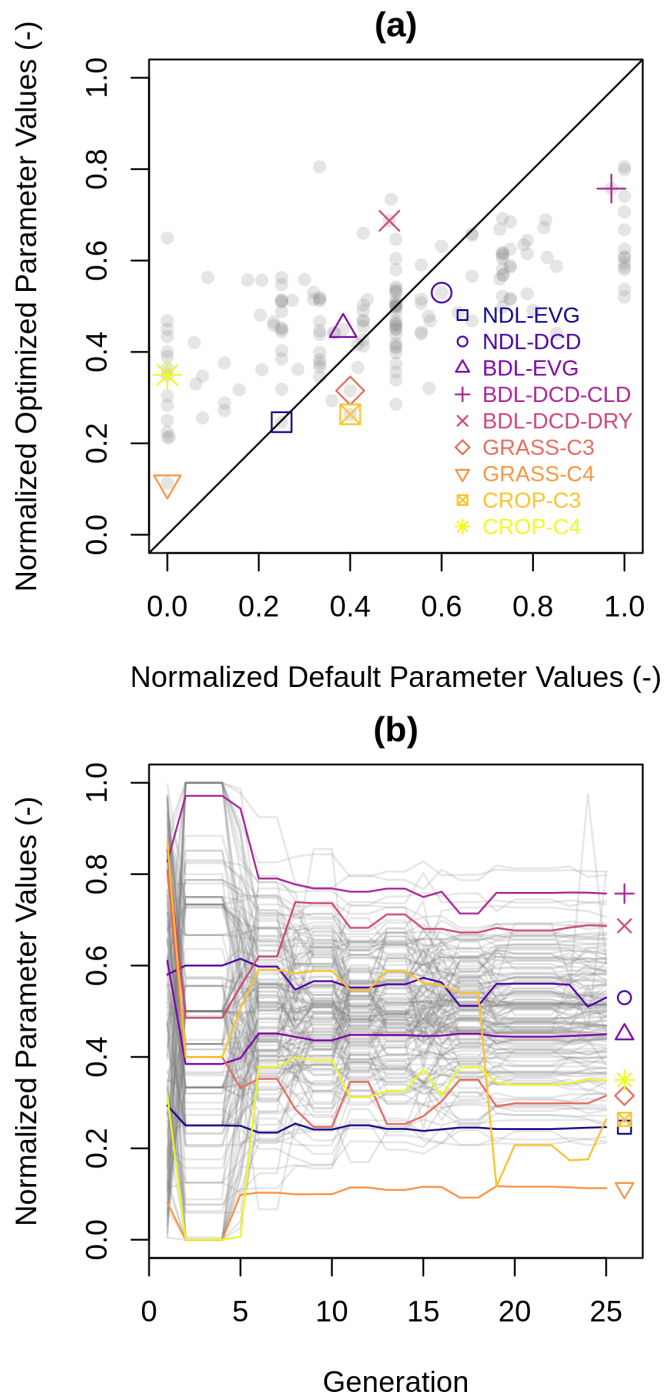 (a)
Normalized Optimized Parameter Values (-)
1.0
0.8
0.6
0.4
0.2
0.0
NDL-EVG
NDL-DCD
BDL-EVG
BDL-DCD-CLD
BDL-DCD-DRY
GRASS-C3
GRASS-C4
CROP-C3
CROP-C4
0.0 0.2 0.4 0.6 0.8 1.0
Normalized Default Parameter Values (-)
(b)
Normalized Parameter Values (-)
1.0
0.8
0.6
0.4
0.2
0.0
0 5 10 15 20 25
Generation